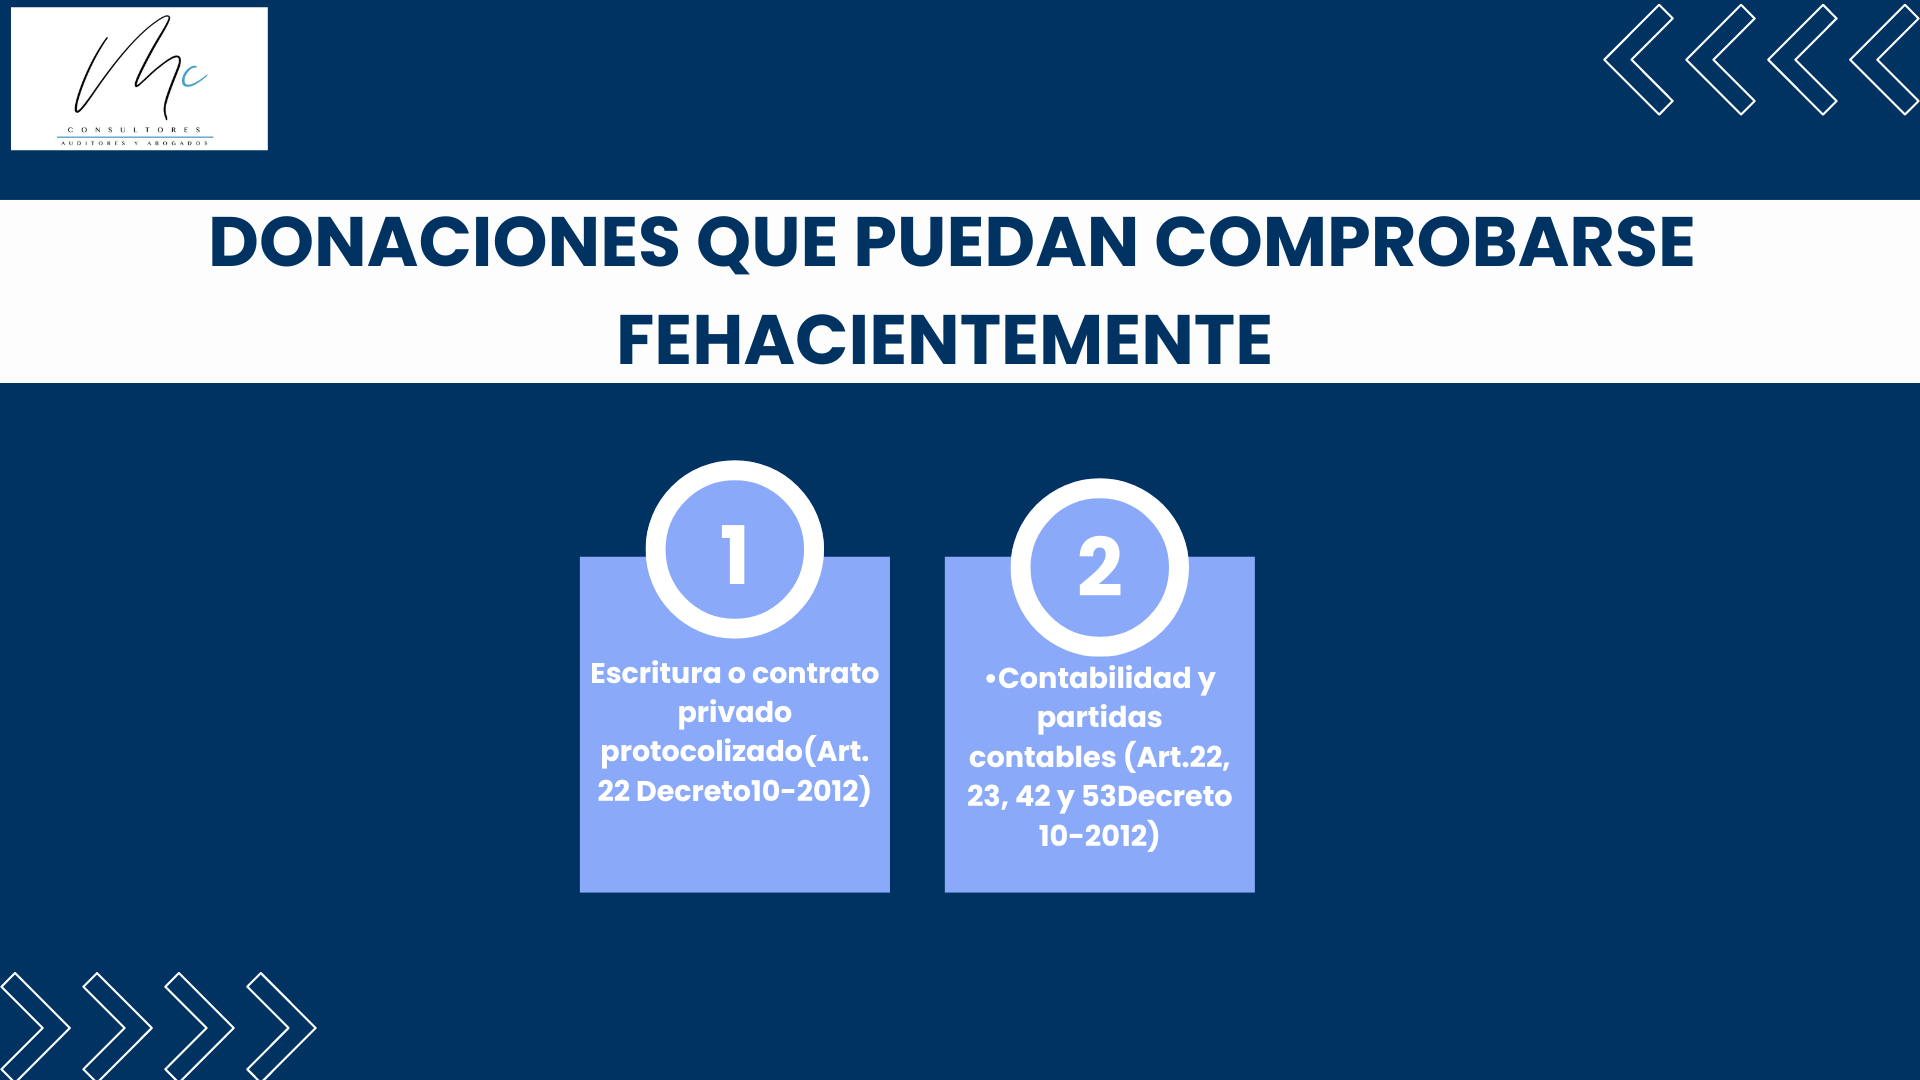 Mc
CONSULTORES
AUDITORES Y ABOGADOS
DONACIONES QUE PUEDAN COMPROBARSE
FEHACIENTEMENTE
1
Escritura o contrato
privado
protocolizado(Art.
22 Decreto10-2012)
2
•Contabilidad y
partidas
contables (Art.22,
23, 42 y 53Decreto
10-2012)